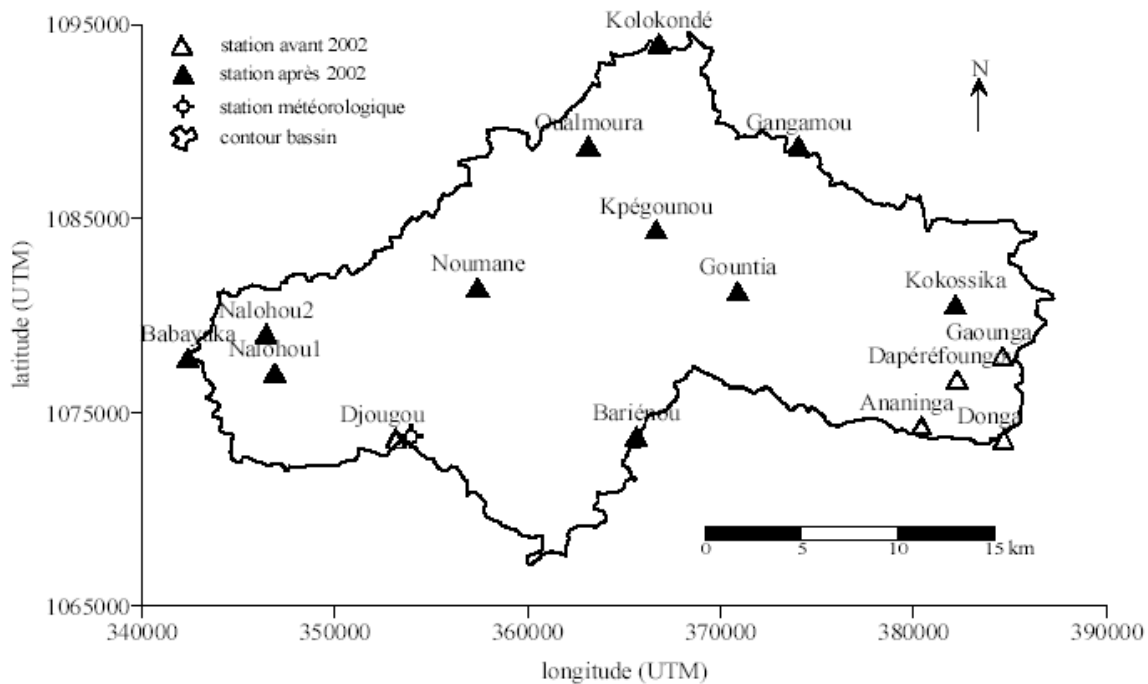 1095000
Kolokondé
station avant 2002
station après 2002
N
station météorologique
contour bassin
Oualmoura
Gangamou
1085000
Kpégounou
Noumane
Gountia
Kokossika
Nalohou2
Babayaka
Nalohou1
Gaounga
Dapéréfounga
1075000
Djougou
Bariénou
Ananinga
Donga
0 5 10 15 km
1065000
340000 350000 360000 370000 380000 390000
longitude (UTM)
latitude (UTM)